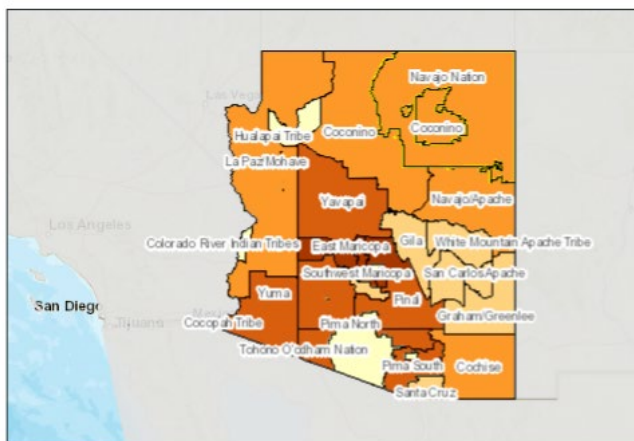 Navajo Nation
Las Vegas
Coconino
Hualapai Tribe
Coconino
La Paz/Mohave
Yavapai
Navajo/Apache
Los Angeles
Colorado River Indian Tribes
East Maricopa
Gila
White Mountain Apache Tribe
Southwest Maricopa
San Carlos Apache
San Diego
Yuma
Pinal
Tijuana
Mexicali
Cocopah Tribe
Pima North
Graham/Greenlee
Tohono O'odham Nation
Pima South
Cochise
Santa Cruz